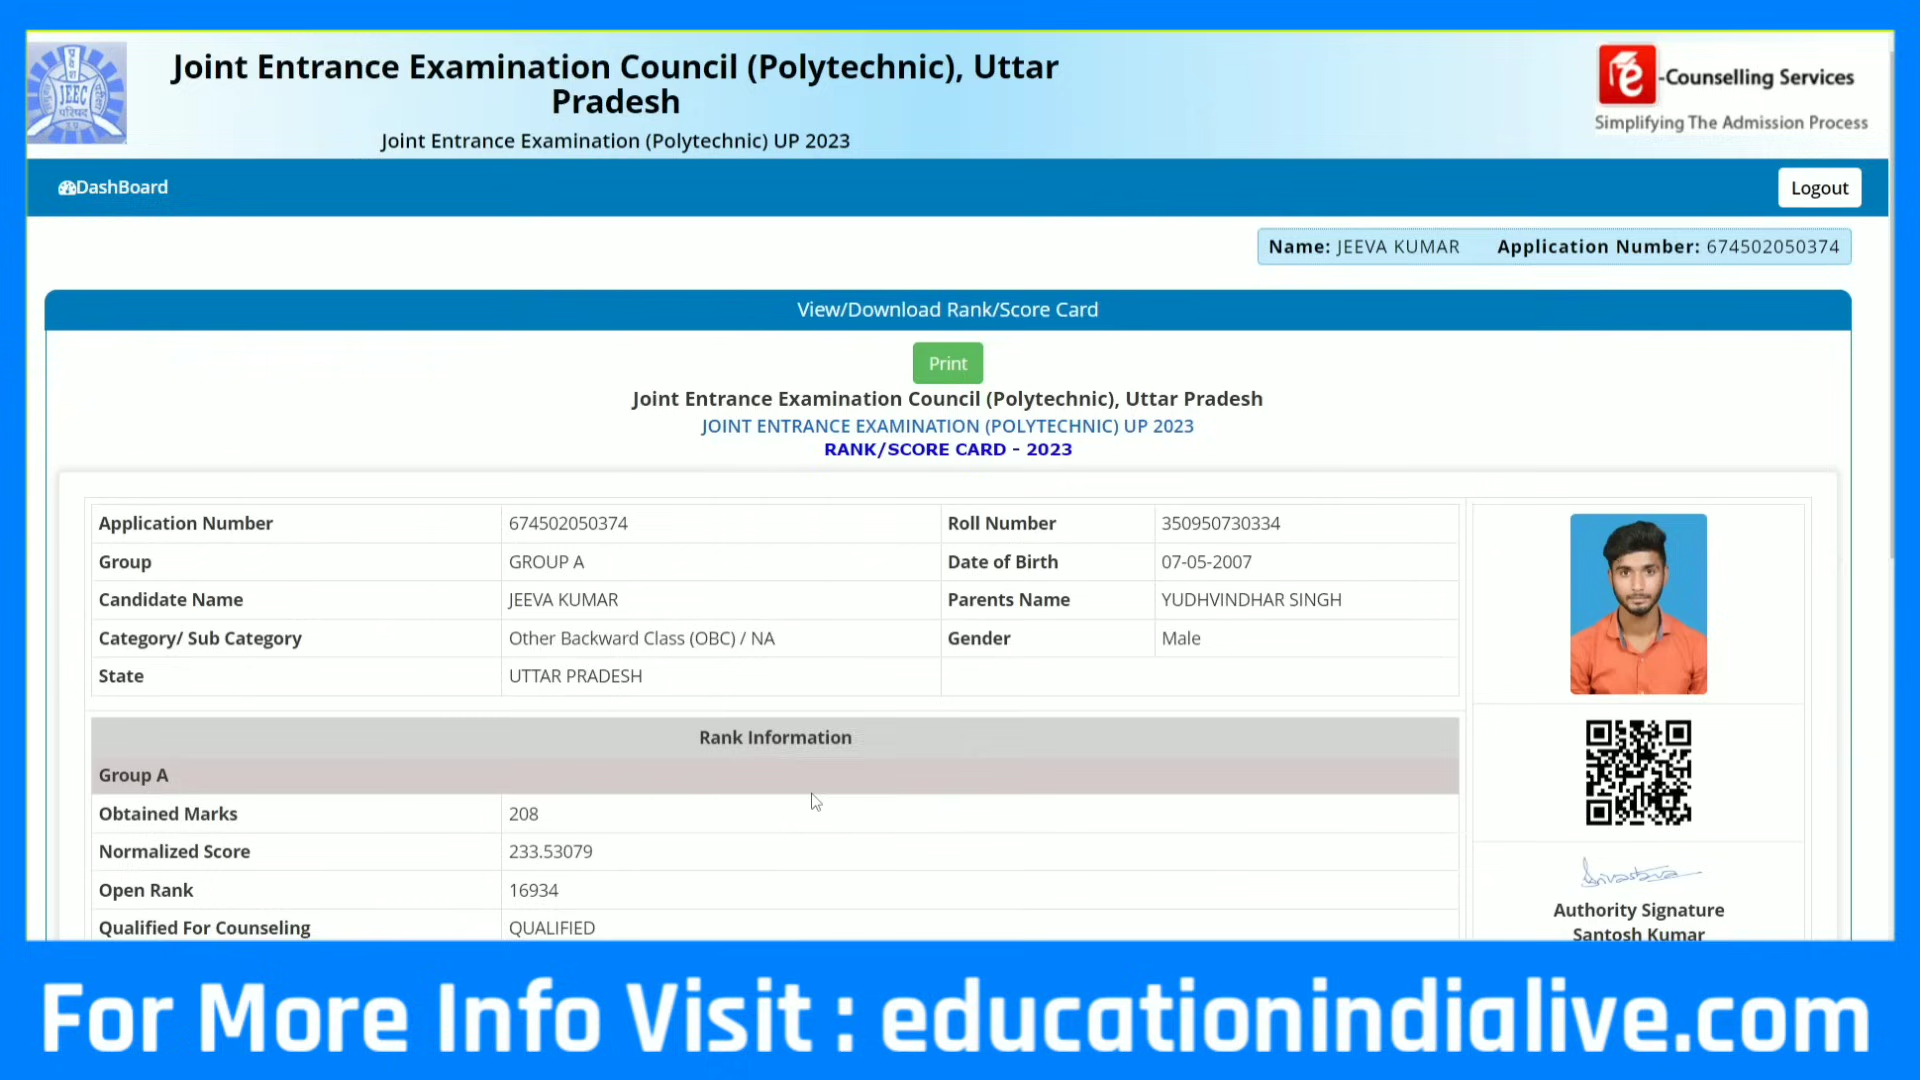 Joint Entrance Examination Council (Polytechnic), Uttar
Pradesh
Joint Entrance Examination (Polytechnic) UP 2023
JEEC
परिषद
e-Counselling Services
Simplifying The Admission Process
DashBoard
Logout
Name: JEEVA KUMAR Application Number: 674502050374
View/Download Rank/Score Card
Print
Joint Entrance Examination Council (Polytechnic), Uttar Pradesh
JOINT ENTRANCE EXAMINATION (POLYTECHNIC) UP 2023
RANK/SCORE CARD - 2023
Application Number 674502050374 Roll Number 350950730334
Group GROUP A Date of Birth 07-05-2007
Candidate Name JEEVA KUMAR Parents Name YUDHVINDHAR SINGH
Category/ Sub Category Other Backward Class (OBC) / NA Gender Male
State UTTAR PRADESH
Rank Information
Group A
Obtained Marks 208
Normalized Score 233.53079
Open Rank 16934
Qualified For Counseling QUALIFIED
Authority Signature
Santosh Kumar
For More Info Visit : educationindialive.com